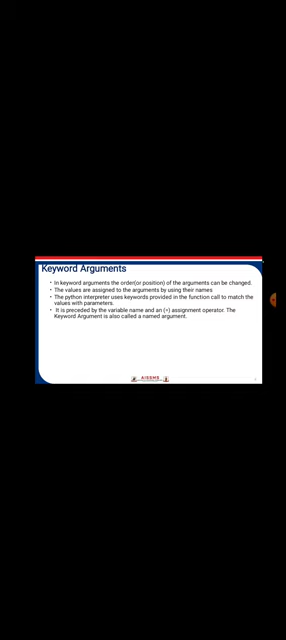 Keyword Arguments
• In keyword arguments the order(or position) of the arguments can be changed.
• The values are assigned to the arguments by using their names
• The python interpreter uses keywords provided in the function call to match the
values with parameters.
• It is preceded by the variable name and an (=) assignment operator. The
Keyword Argument is also called a named argument.
AISSMS